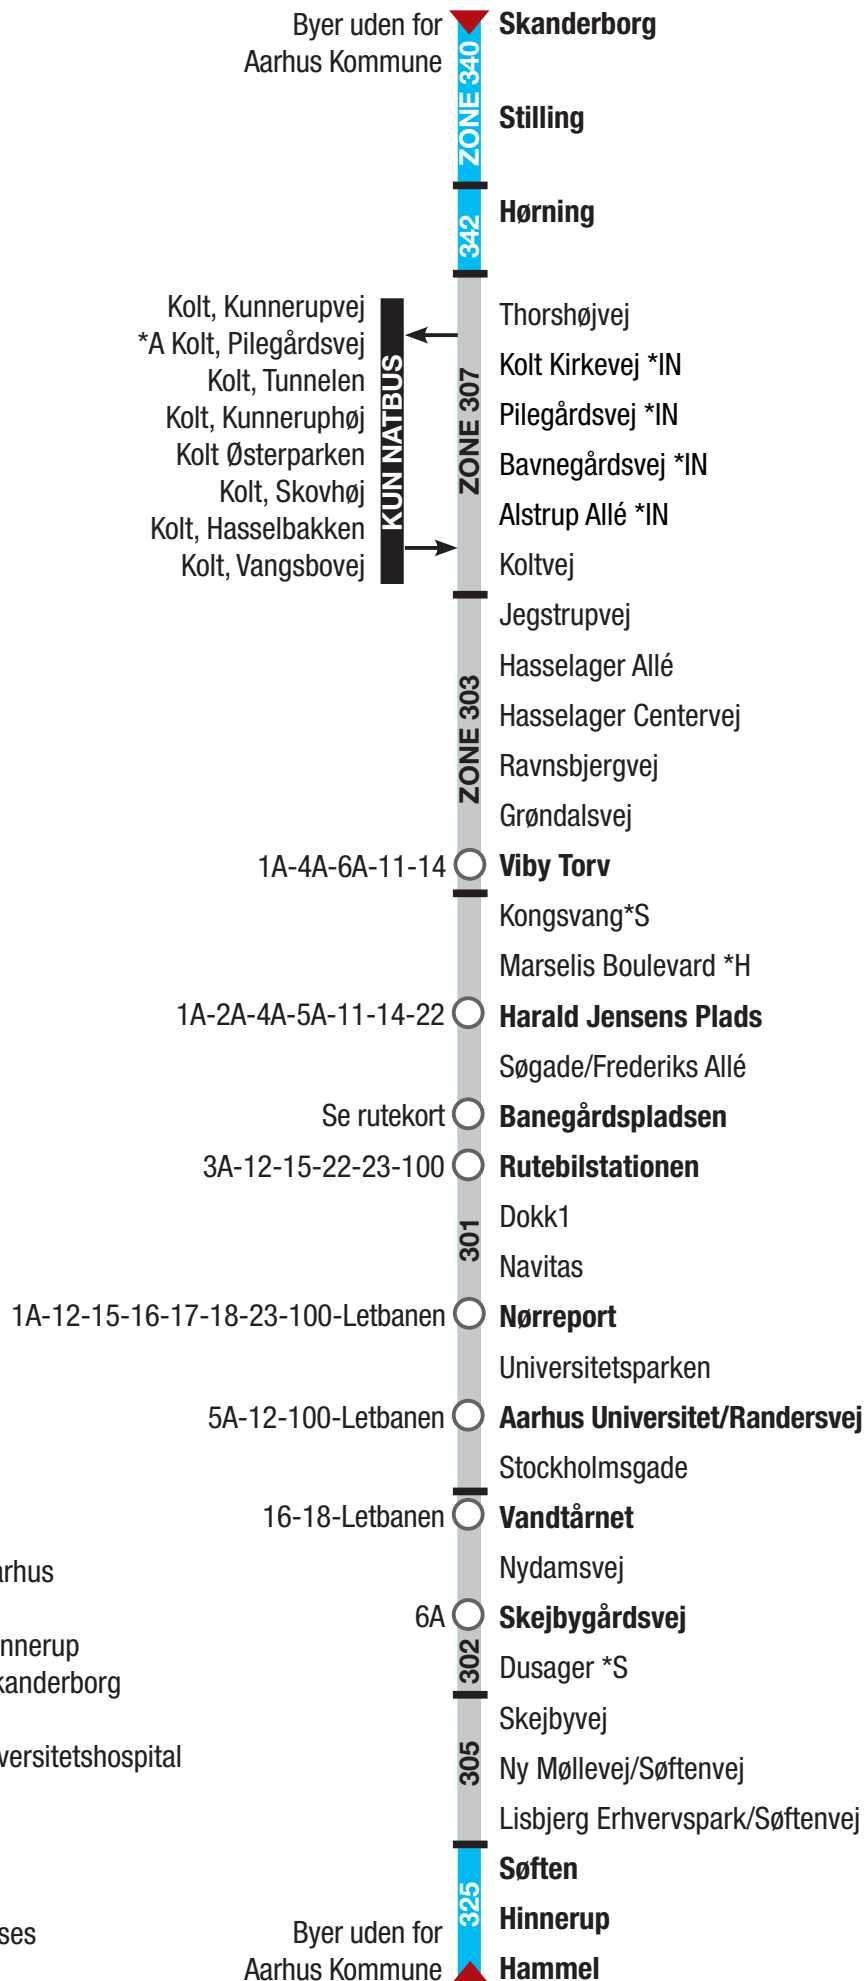 Byer uden for
Aarhus Kommune
ZONE 340
Skanderborg
Stilling
342
Hørning
Kolt, Kunnerupvej
*A Kolt, Pilegårdsvej
Kolt, Tunnelen
Kolt, Kunneruphøj
Kolt Østerparken
Kolt, Skovhøj
Kolt, Hasselbakken
Kolt, Vangsbovej
KUN NATBUS
ZONE 307
Thorshøjvej
Kolt Kirkevej *IN
Pilegårdsvej *IN
Bavnegårdsvej *IN
Alstrup Allé *IN
Koltvej
ZONE 303
Jegstrupvej
Hasselager Allé
Hasselager Centervej
Ravnsbjergvej
Grøndalsvej
1A-4A-6A-11-14 Viby Torv
Kongsvang*S
Marselis Boulevard *H
1A-2A-4A-5A-11-14-22 Harald Jensens Plads
Søgade/Frederiks Allé
Se rutekort Banegårdspladsen
3A-12-15-22-23-100 Rutebilstationen
301
Dokk1
Navitas
1A-12-15-16-17-18-23-100-Letbanen Nørreport
Universitetsparken
5A-12-100-Letbanen Aarhus Universitet/Randersvej
Stockholmsgade
16-18-Letbanen Vandtårnet
Nydamsvej
6A Skejbygårdsvej
302
Dusager *S
Skejbyvej
305
Ny Møllevej/Søftenvej
Lisbjerg Erhvervspark/Søftenvej
325
Søften
Hinnerup
Hammel
Byer uden for
Aarhus Kommune
arhus
nnerup
kanderborg
versitetshospital
ses